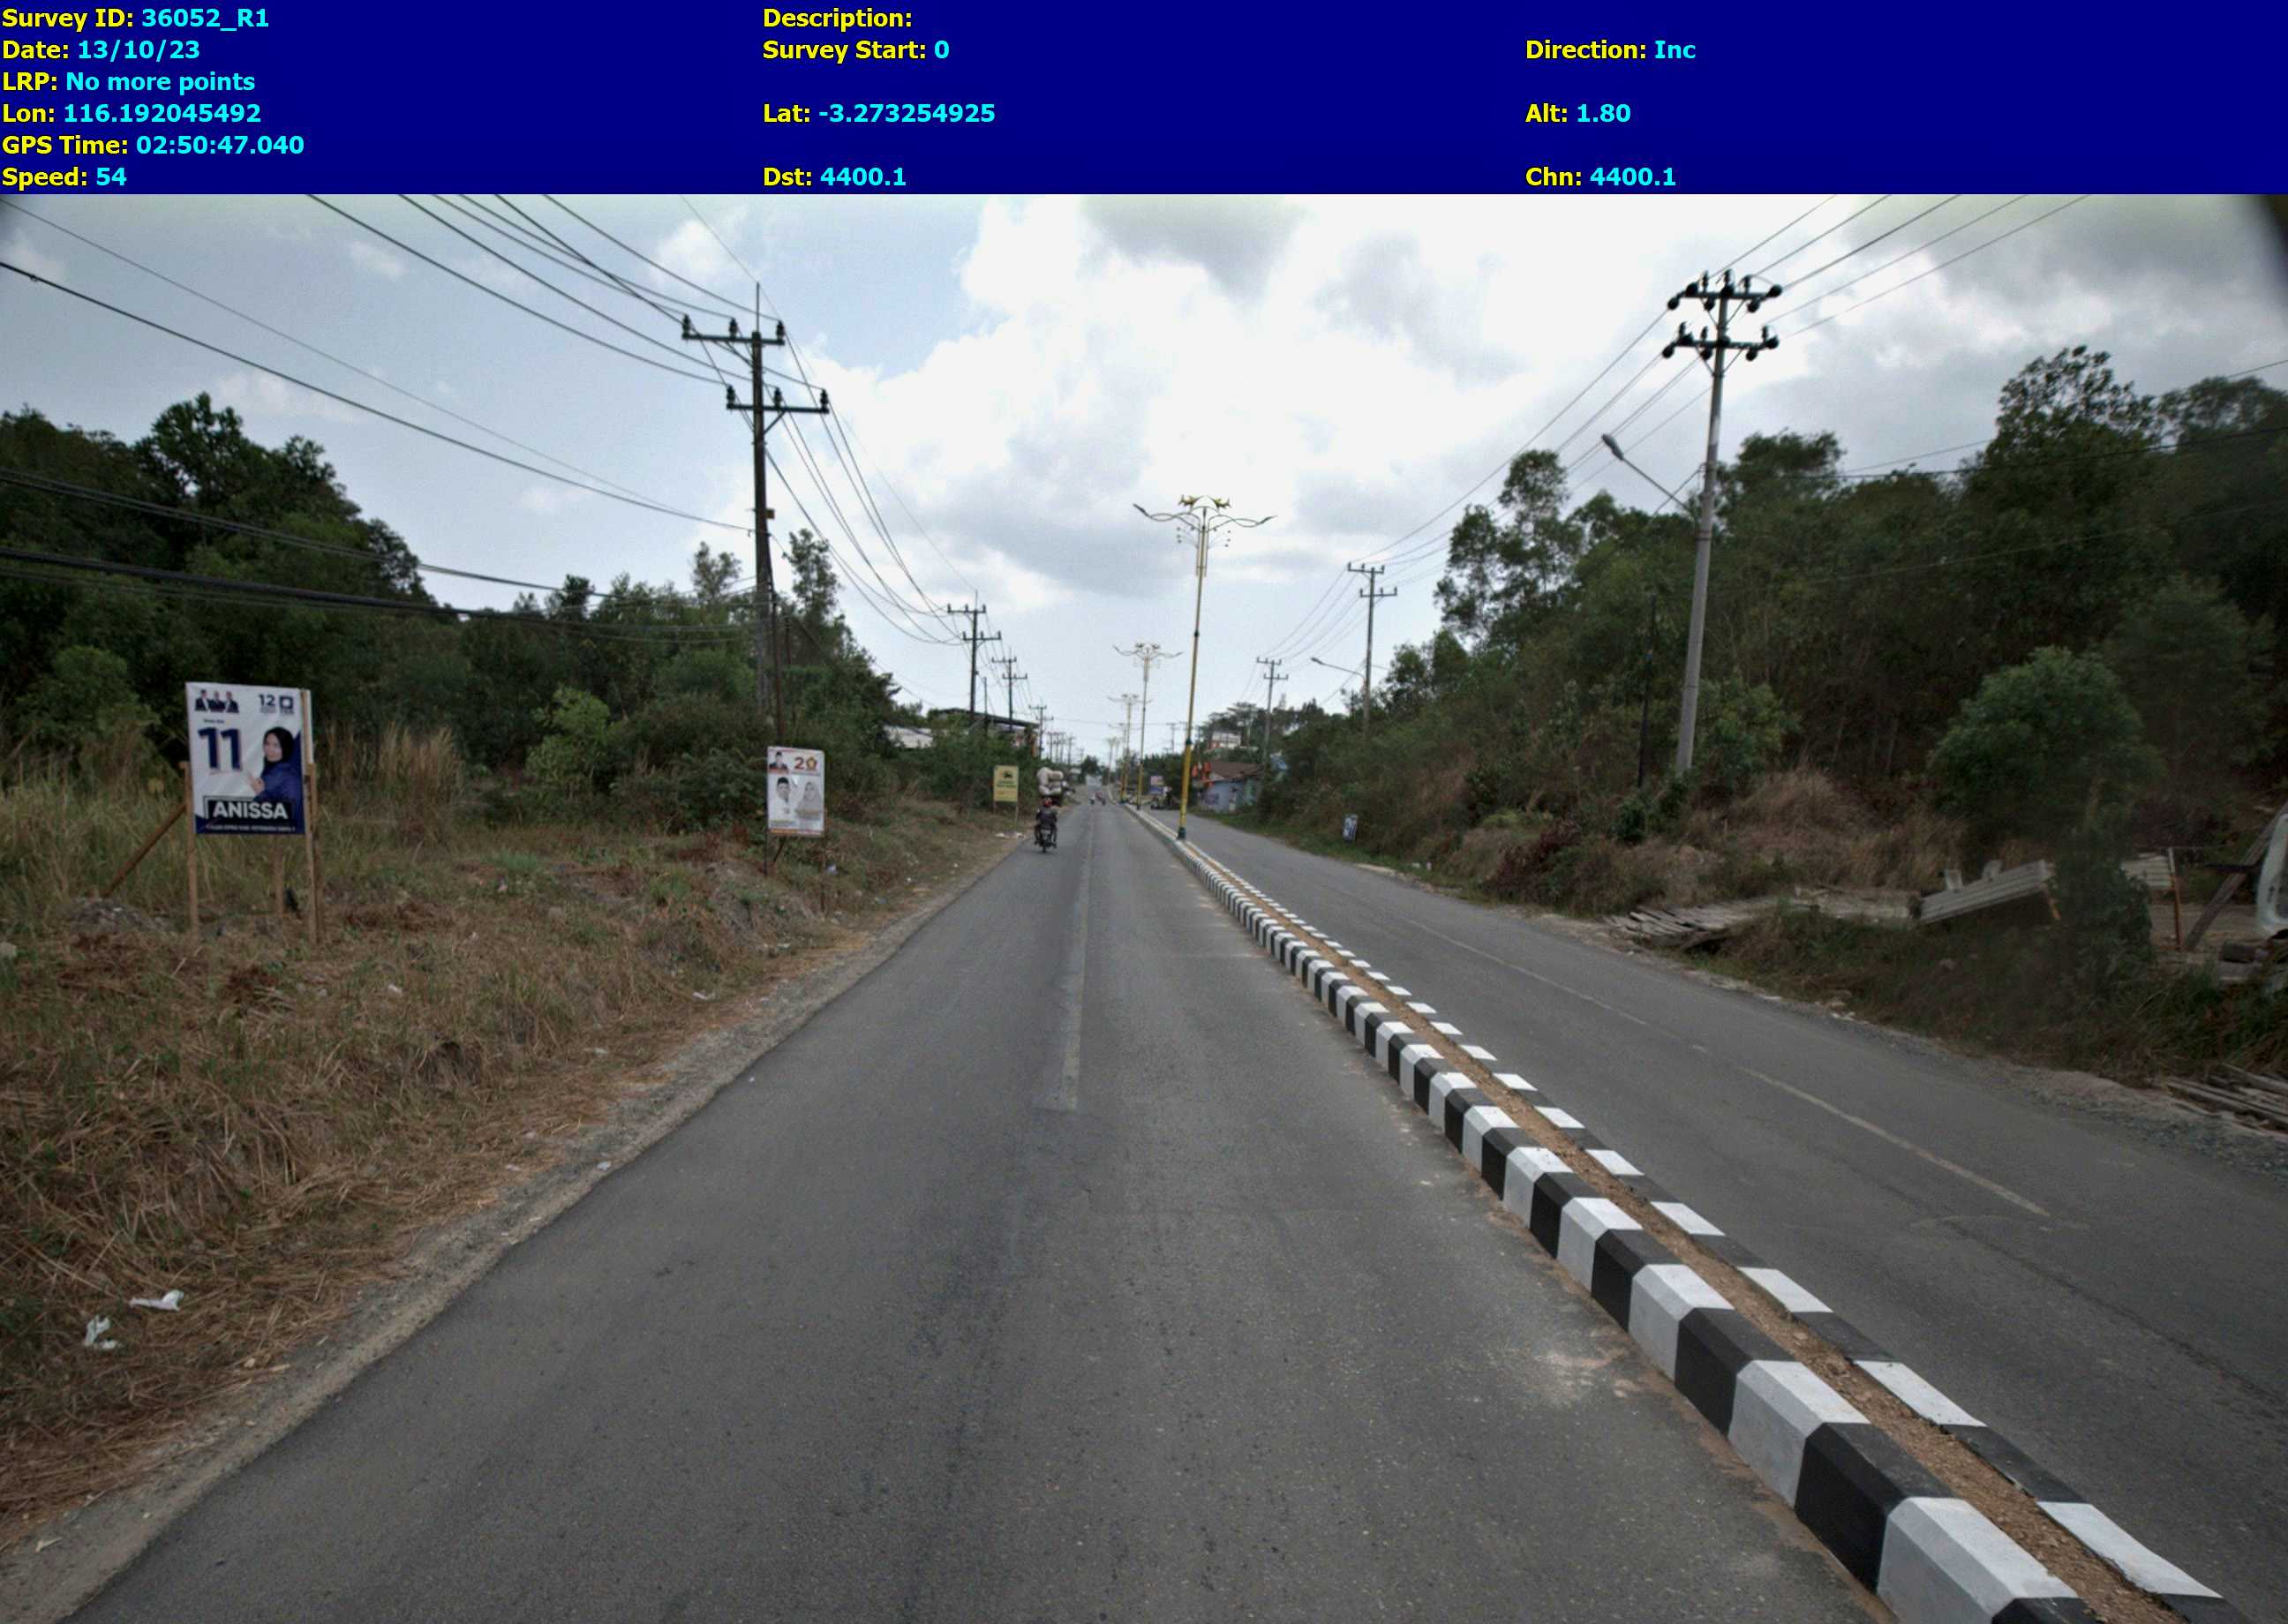 Survey ID: 36052_R1
Description:
Date: 13/10/23
Survey Start: 0
Direction: Inc
LRP: No more points
Lon: 116.192045492
Lat: -3.273254925
Alt: 1.80
GPS Time: 02:50:47.040
Speed: 54
Dst: 4400.1
Chn: 4400.1
12
11
ANISSA
2